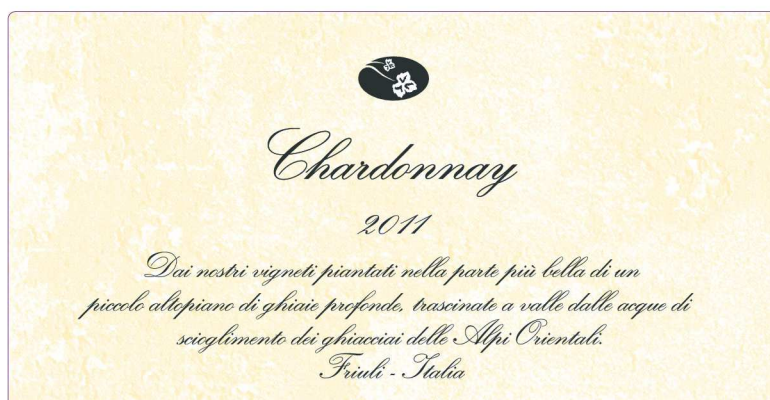 Chardonnay
2011
Dai nostri vigneti piantati nella parte più bella di un
piccolo altopiano di ghiaie profonde, trascinate a valle dalle acque di
scioglimento dei ghiacciai delle Alpi Orientali.
Friuli - Italia